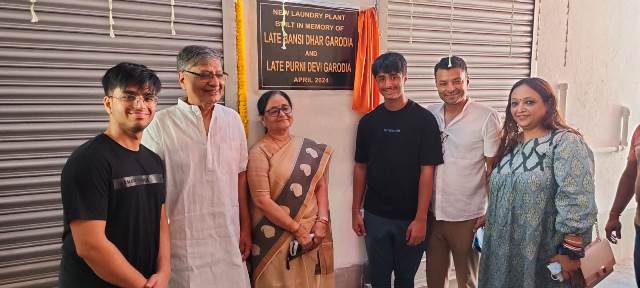 NEW LAUNDRY PLANT
BUILT IN MEMORY OF
LATE BANSI DHAR GARODIA
AND
LATE PURNI DEVI GARODIA
APRIL 2024